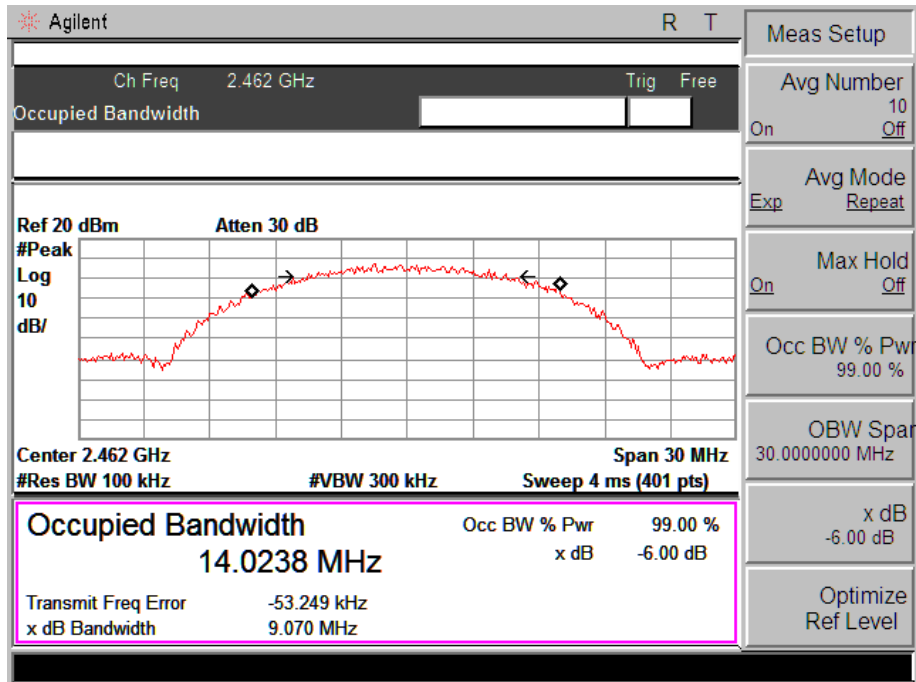 Agilent R T
Ch Freq 2.462 GHz Trig Free
Occupied Bandwidth
Ref 20 dBm Atten 30 dB
#Peak
Log
10
dB/
Center 2.462 GHz Span 30 MHz
#Res BW 100 kHz #VBW 300 kHz Sweep 4 ms (401 pts)
Occupied Bandwidth Occ BW % Pwr 99.00 %
14.0238 MHz x dB -6.00 dB
Transmit Freq Error -53.249 kHz
x dB Bandwidth 9.070 MHz
Meas Setup
Avg Number
10
On Off
Avg Mode
Exp Repeat
Max Hold
On Off
Occ BW % Pwr
99.00 %
OBW Spar
30.0000000 MHz
x dB
-6.00 dB
Optimize
Ref Level